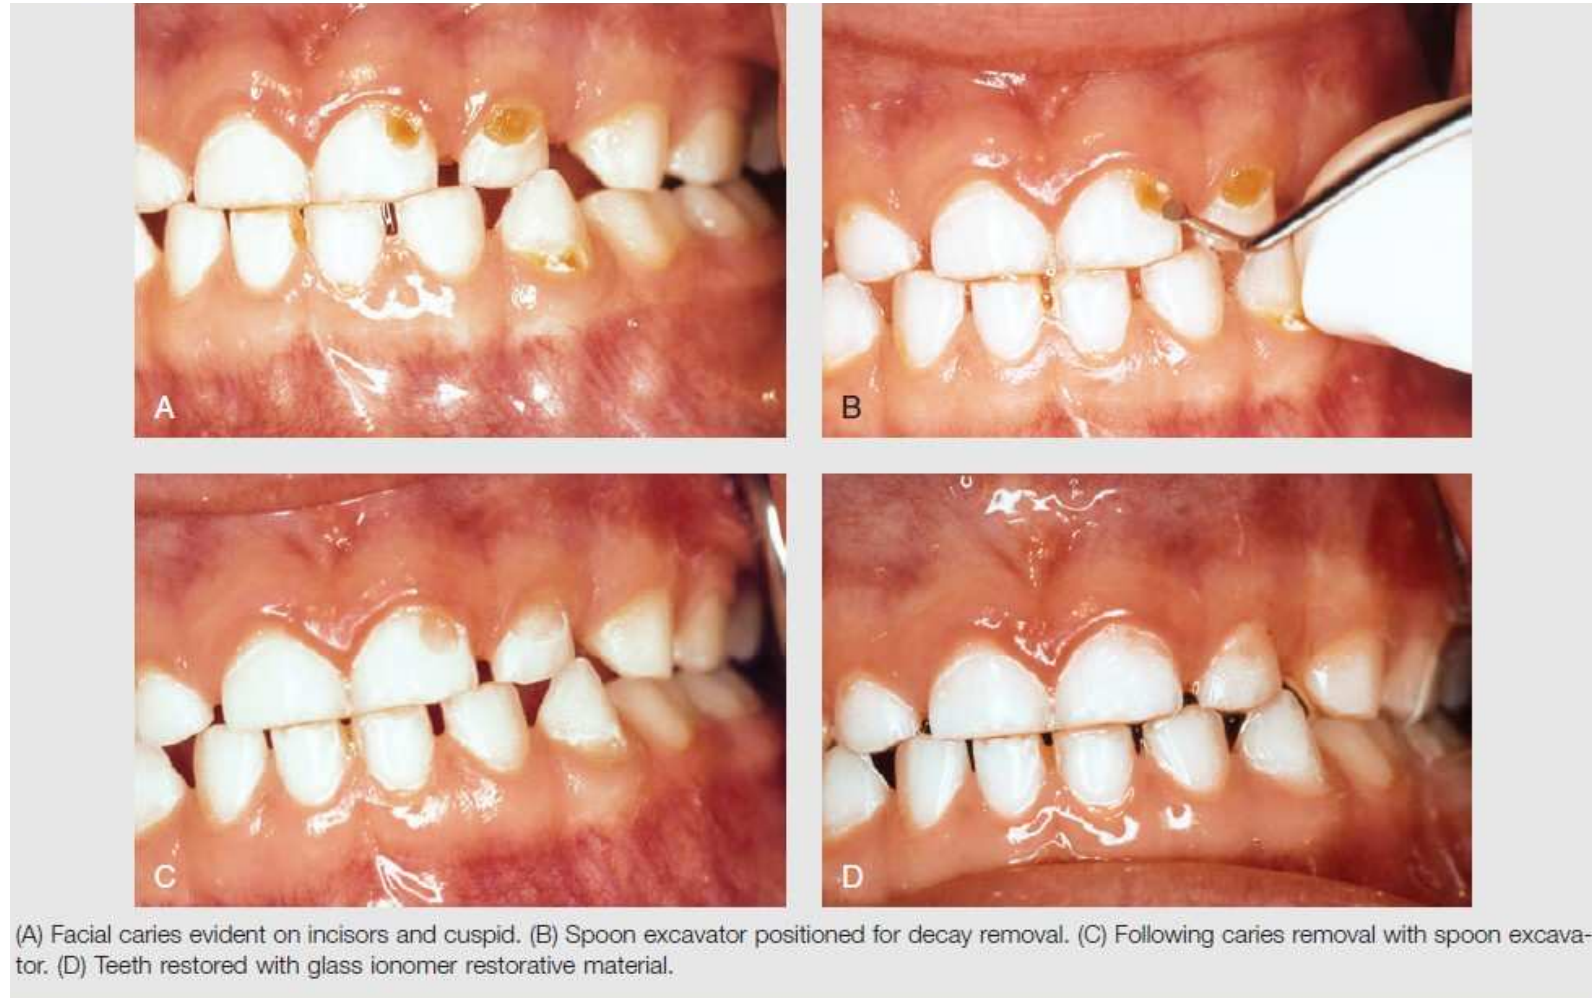 A
B
C
D
(A) Facial caries evident on incisors and cuspid. (B) Spoon excavator positioned for decay removal. (C) Following caries removal with spoon excava-
tor. (D) Teeth restored with glass ionomer restorative material.